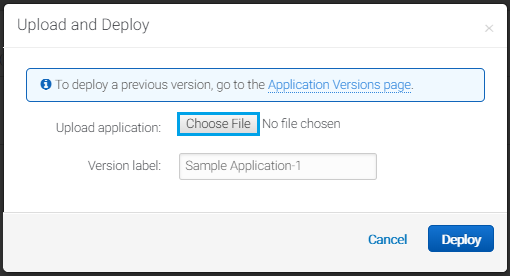 Upload and Deploy
×
To deploy a previous version, go to the Application Versions page.
Upload application: Choose File No file chosen
Version label: Sample Application-1
Cancel Deploy